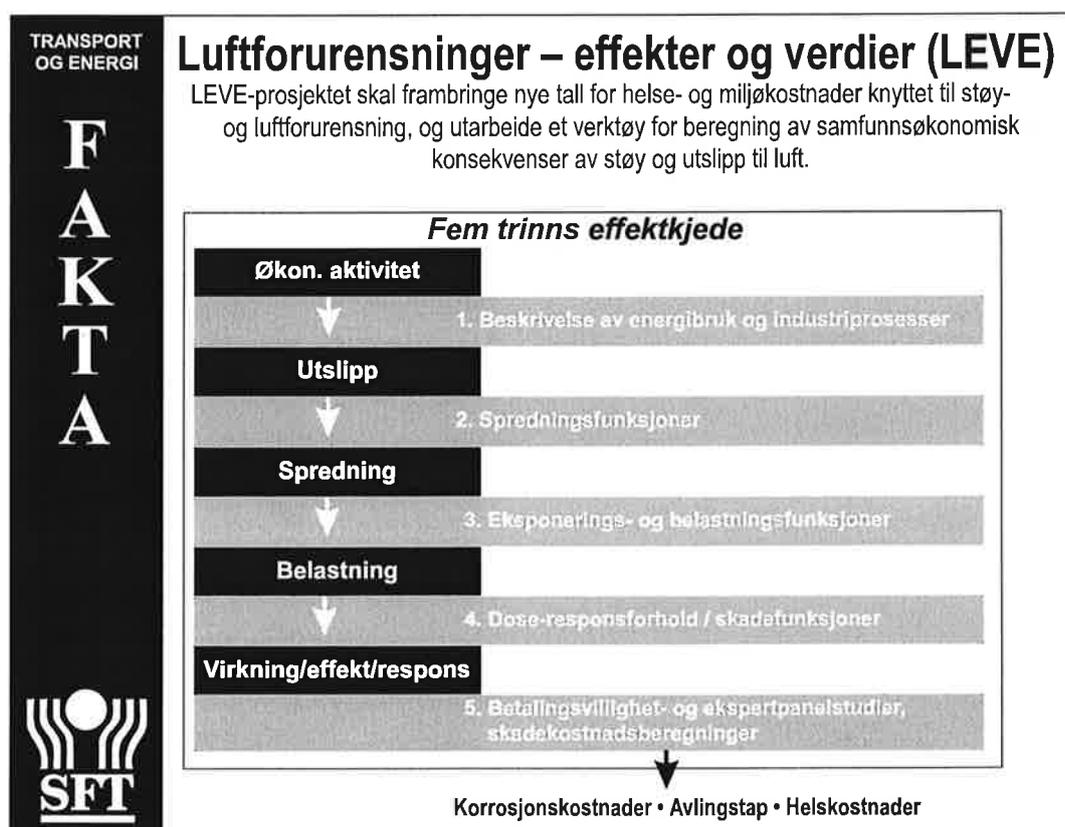 TRANSPORT
OG ENERGI
F
A
K
T
A
SFT
Luftforurensninger – effekter og verdier (LEVE)
LEVE-prosjektet skal frambringe nye tall for helse- og miljøkostnader knyttet til støy-
og luftforurensning, og utarbeide et verktøy for beregning av samfunnsøkonomisk
konsekvenser av støy og utslipp til luft.
Fem trinns effektkjede
Økon. aktivitet
1. Beskrivelse av energibruk og industriprosesser
Utslipp
2. Spredningsfunksjoner
Spredning
3. Eksponerings- og belastningsfunksjoner
Belastning
4. Dose-responsforhold / skadefunksjoner
Virkning/effekt/respons
5. Betalingsvillighet- og ekspertpanelstudier,
skadekostnadsberegninger
Korrosjonskostnader • Avlingstap • Helskostnader